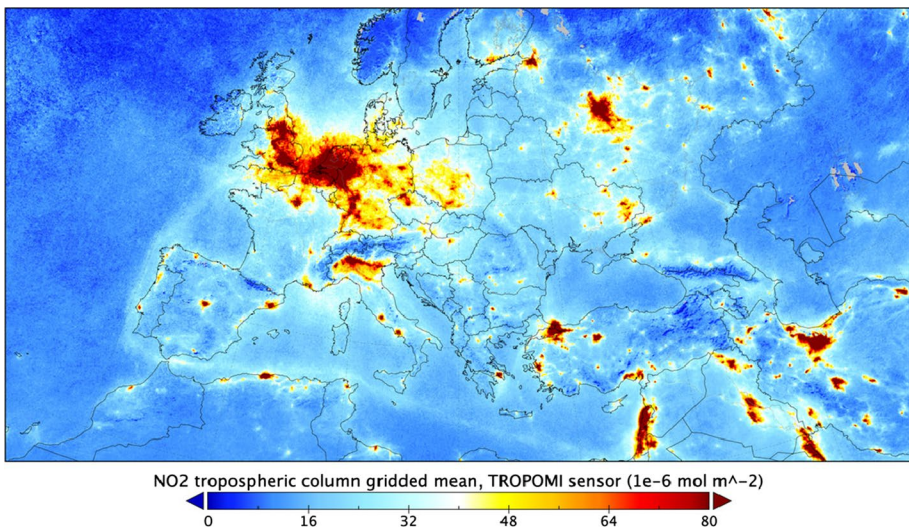 NO2 tropospheric column gridded mean, TROPOMI sensor (1e-6 mol m^-2)
0 16 32 48 64 80